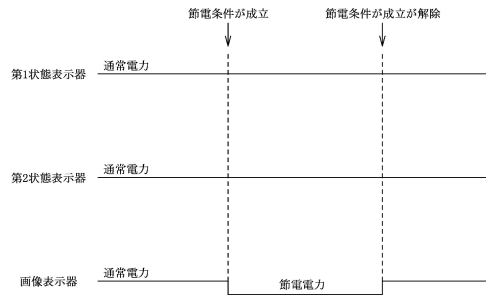 節電条件が成立
節電条件が成立が解除
通常電力
第1状態表示器
通常電力
第2状態表示器
通常電力
画像表示器
節電電力